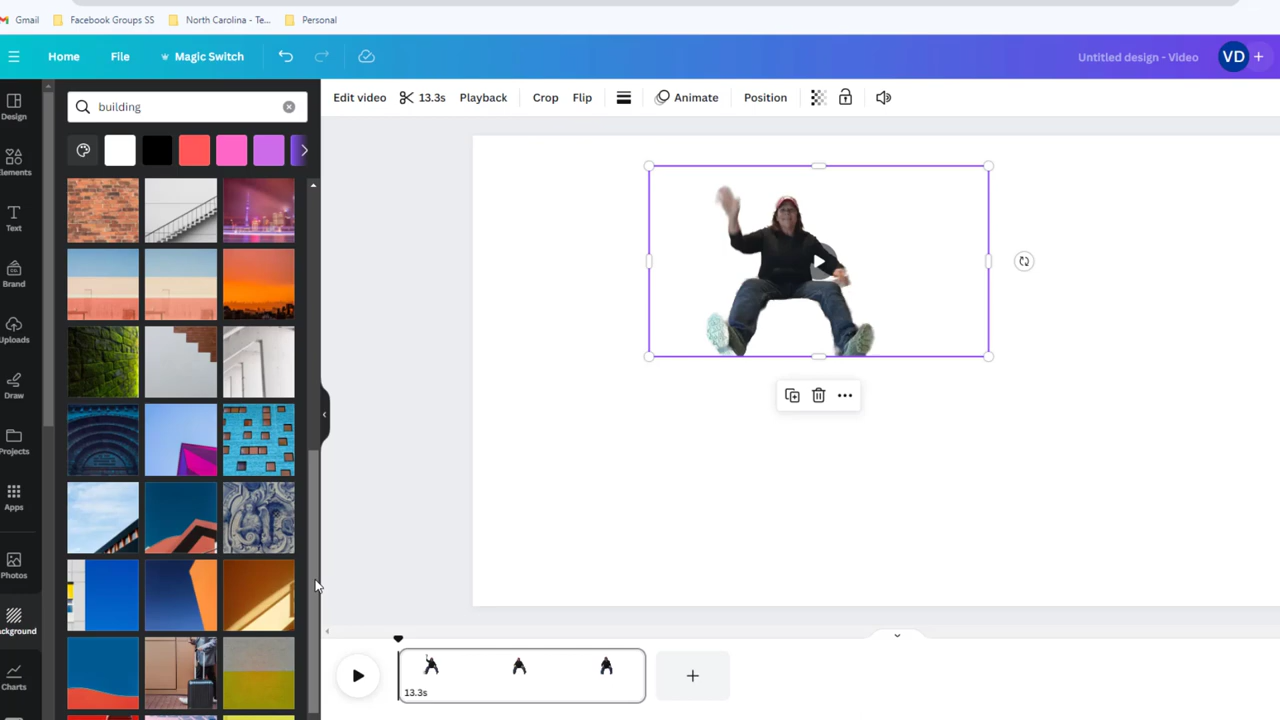 Gmail
Facebook Groups SS
North Carolina - Te...
Personal
Home
File
Magic Switch
Untitled design - Video
VD
building
Edit video
13.3s
Playback
Crop
Flip
Animate
Position
Design
Elements
Text
Brand
Uploads
Draw
Projects
Apps
Photos
ackground
Charts
13.3s